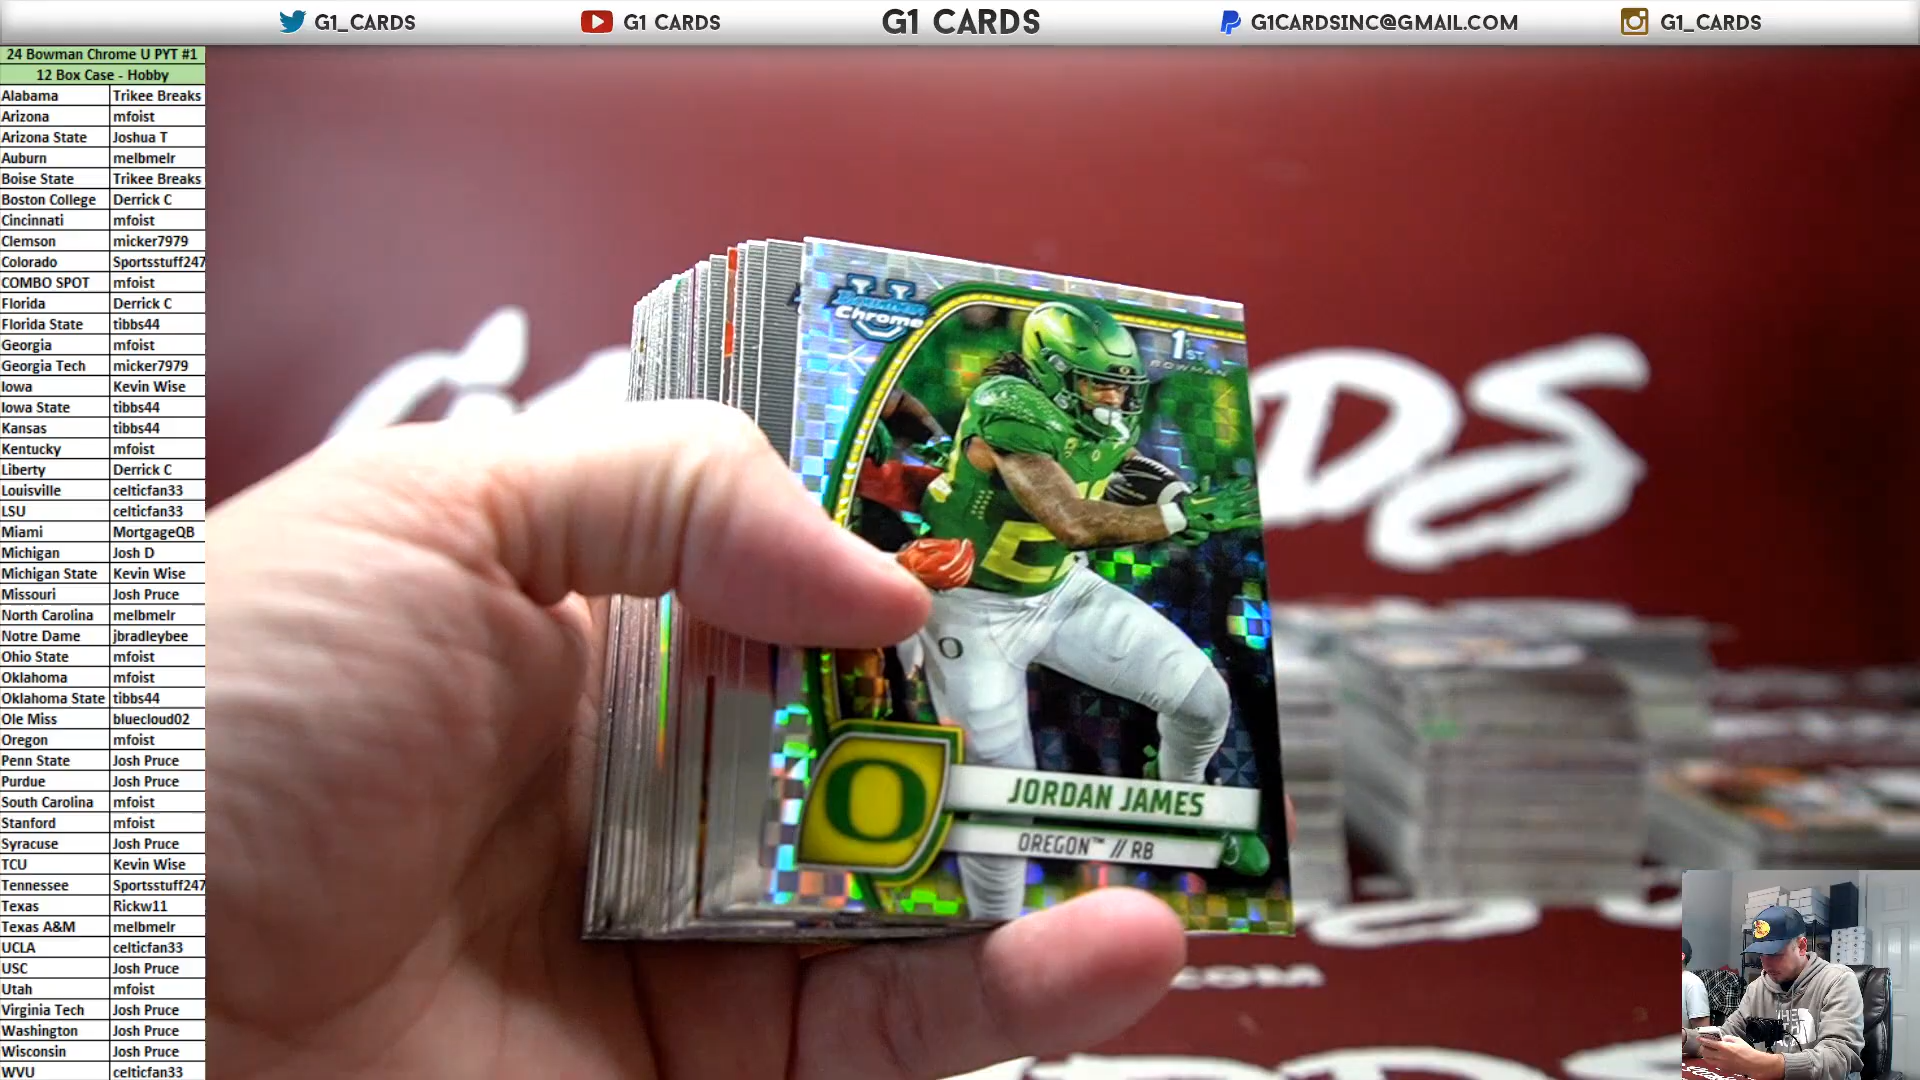 G1_CARDS
G1 CARDS
G1 CARDS
G1CARDSINC@GMAIL.COM
G1_CARDS
24 Bowman Chrome U PYT #1
12 Box Case - Hobby
Alabama Trikee Breaks
Arizona mfoist
Arizona State Joshua T
Auburn melbmelr
Boise State Trikee Breaks
Boston College Derrick C
Cincinnati mfoist
Clemson micker7979
Colorado Sportsstuff247
COMBO SPOT mfoist
Florida Derrick C
Florida State tibbs44
Georgia mfoist
Georgia Tech micker7979
Iowa Kevin Wise
Iowa State tibbs44
Kansas tibbs44
Kentucky mfoist
Liberty Derrick C
Louisville celticfan33
LSU celticfan33
Miami MortgageQB
Michigan Josh D
Michigan State Kevin Wise
Missouri Josh Pruce
North Carolina melbmelr
Notre Dame jbradleybee
Ohio State mfoist
Oklahoma mfoist
Oklahoma State tibbs44
Ole Miss bluecloud02
Oregon mfoist
Penn State Josh Pruce
Purdue Josh Pruce
South Carolina mfoist
Stanford mfoist
Syracuse Josh Pruce
TCU Kevin Wise
Tennessee Sportsstuff247
Texas Rickw11
Texas A&M melbmelr
UCLA celticfan33
USC Josh Pruce
Utah mfoist
Virginia Tech Josh Pruce
Washington Josh Pruce
Wisconsin Josh Pruce
WVU celticfan33
U
Bowman
Chrome
1ST
BOWMAN
O
JORDAN JAMES
OREGON™ // RB